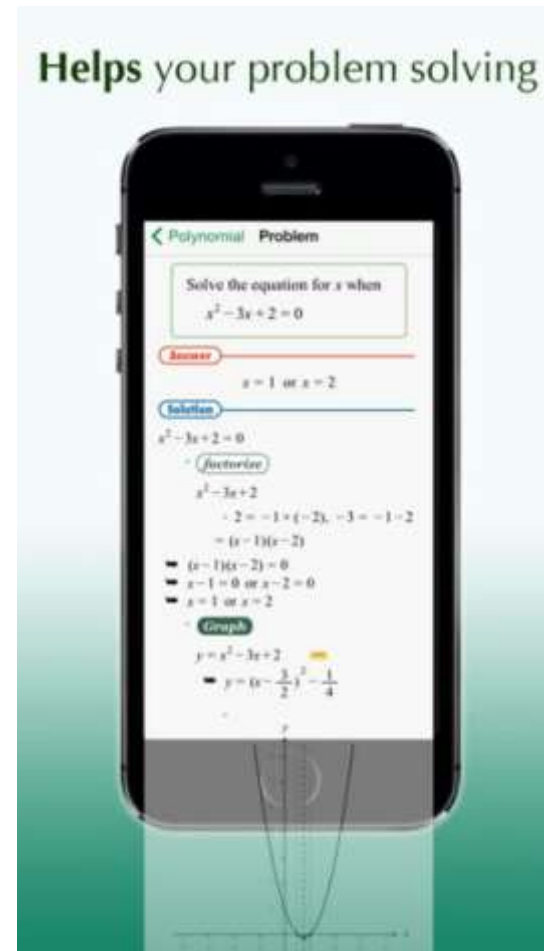 Helps your problem solving
Polynomial Problem
Solve the equation for x when
x² − 3x + 2 = 0
Answer
x = 1 or x = 2
Solution
x² − 3x + 2 = 0
factorize
x² − 3x + 2
2 = −1 × (−2), −3 = −1 − 2
= (x − 1)(x − 2)
➥ (x − 1)(x − 2) = 0
➥ x − 1 = 0 or x − 2 = 0
➥ x = 1 or x = 2
Graph
y = x² − 3x + 2
➥ y = (x − 3/2)² − 1/4
y
x